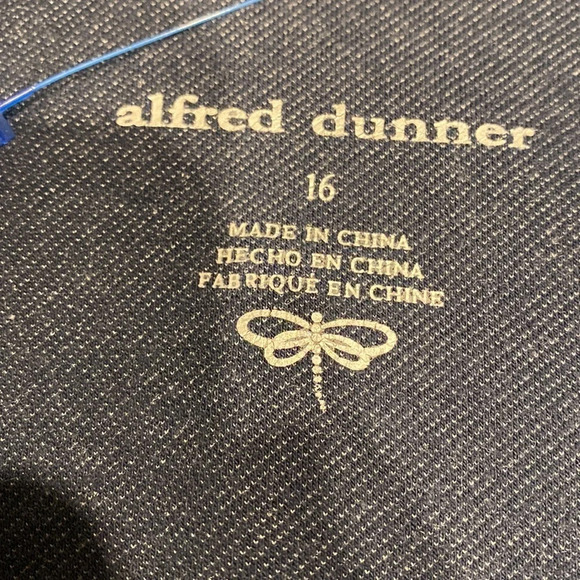 alfred dunner
16
MADE IN CHINA
HECHO EN CHINA
FABRIQUÉ EN CHINE